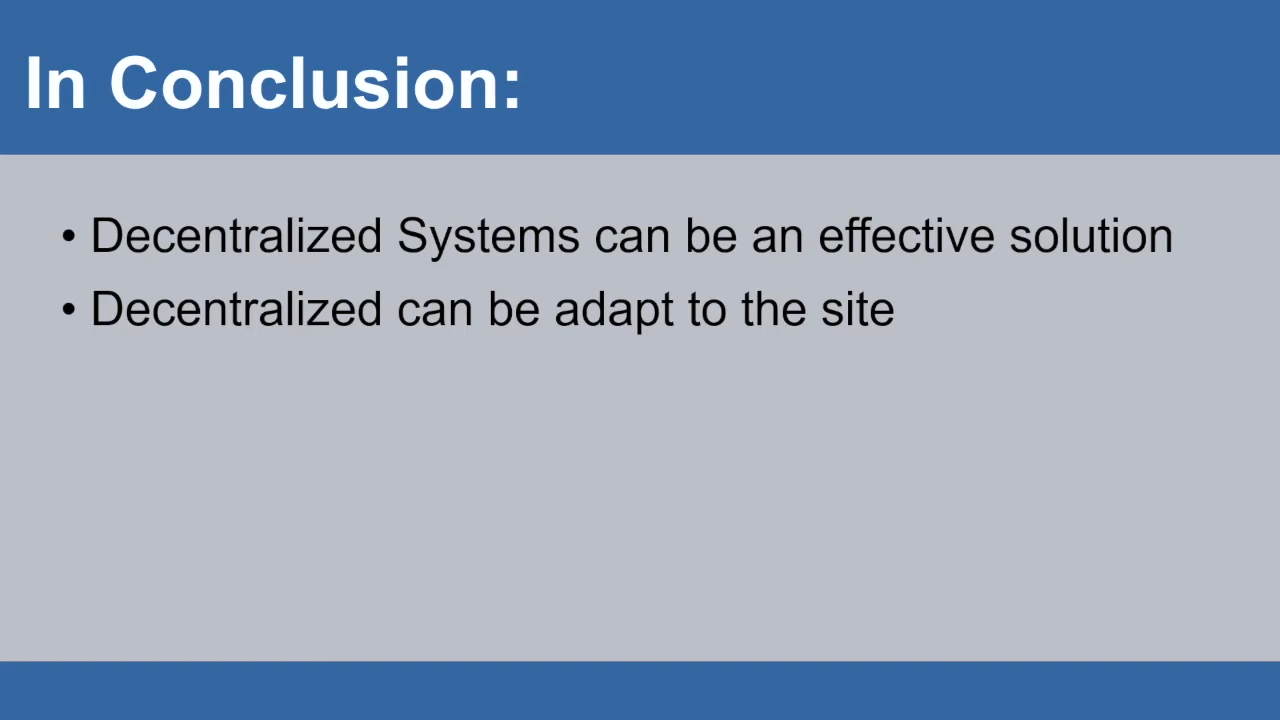 In Conclusion:
• Decentralized Systems can be an effective solution
• Decentralized can be adapt to the site